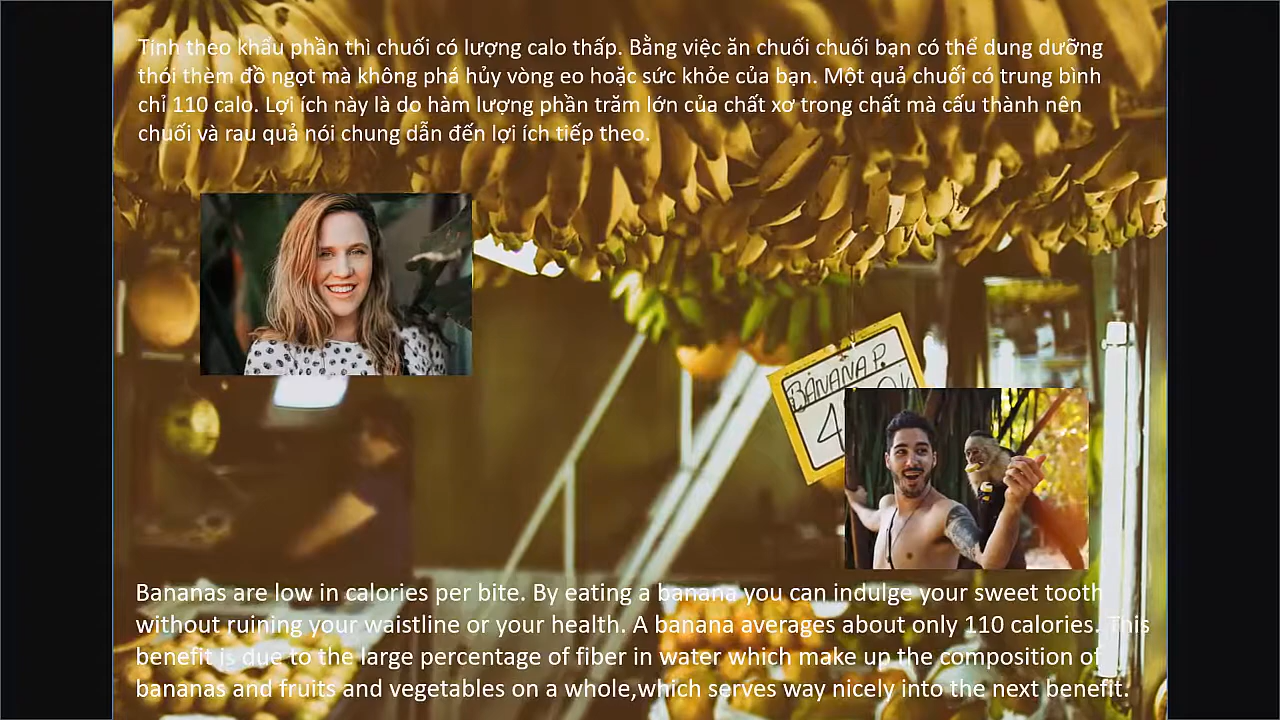 Tính theo khẩu phần thì chuối có lượng calo thấp. Bằng việc ăn chuối chuối bạn có thể dung dưỡng
thói thèm đồ ngọt mà không phá hủy vòng eo hoặc sức khỏe của bạn. Một quả chuối có trung bình
chỉ 110 calo. Lợi ích này là do hàm lượng phần trăm lớn của chất xơ trong chất mà cấu thành nên
chuối và rau quả nói chung dẫn đến lợi ích tiếp theo.
BANANA P.
4
Bananas are low in calories per bite. By eating a banana you can indulge your sweet tooth
without ruining your waistline or your health. A banana averages about only 110 calories. This
benefit is due to the large percentage of fiber in water which make up the composition of
bananas and fruits and vegetables on a whole,which serves way nicely into the next benefit.